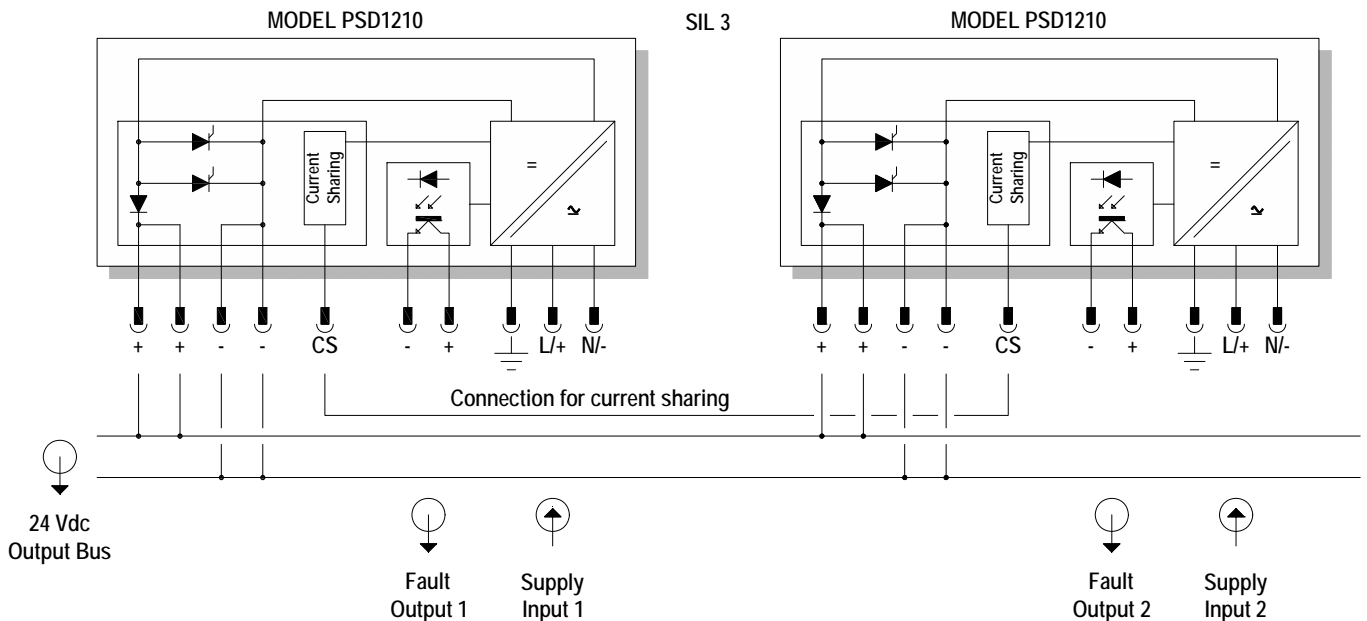 MODEL PSD1210
SIL 3
MODEL PSD1210
Current
Sharing
=
Current
Sharing
=
+ + - - CS - + L/+ N/-
+ + - - CS - + L/+ N/-
Connection for current sharing
24 Vdc
Output Bus
Fault
Output 1
Supply
Input 1
Fault
Output 2
Supply
Input 2